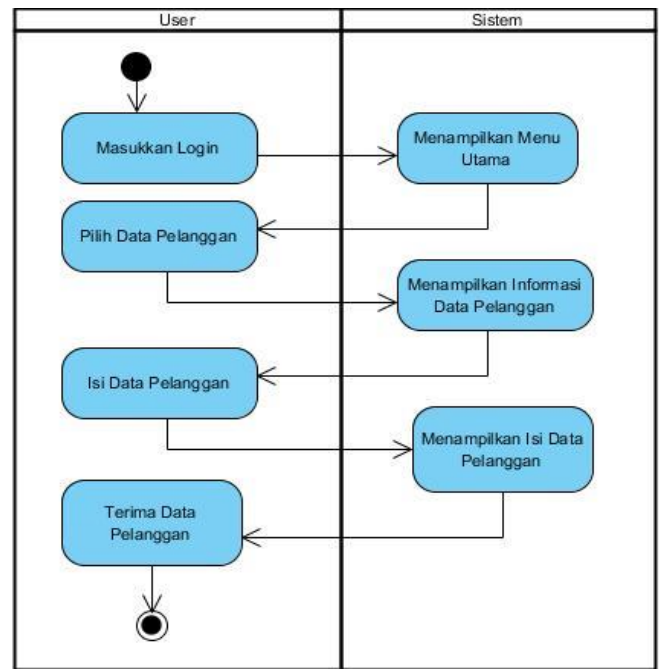 User
Sistem
Masukkan Login
Menampilkan Menu
Utama
Pilih Data Pelanggan
Menampilkan Informasi
Data Pelanggan
Isi Data Pelanggan
Menampilkan Isi Data
Pelanggan
Terima Data
Pelanggan